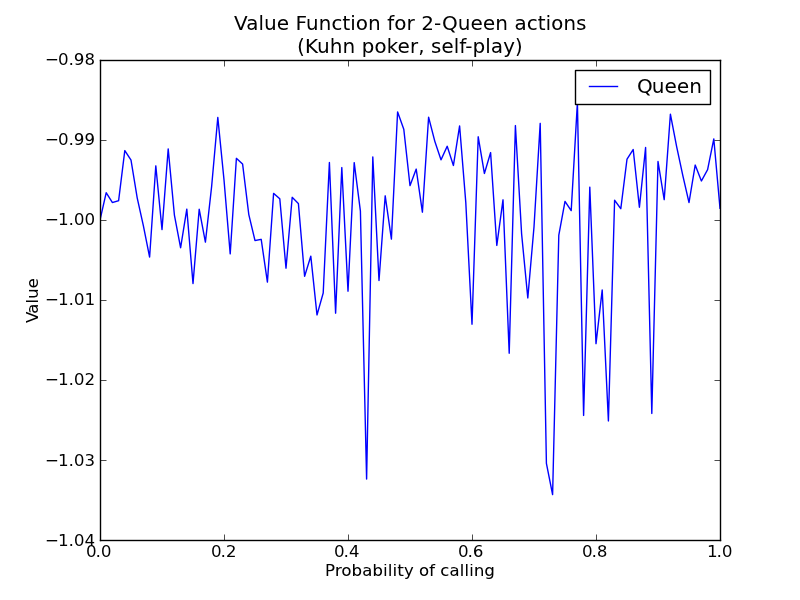 Value Function for 2-Queen actions
(Kuhn poker, self-play)
Queen
−0.98
−0.99
−1.00
−1.01
−1.02
−1.03
−1.04
Value
0.0 0.2 0.4 0.6 0.8 1.0
Probability of calling